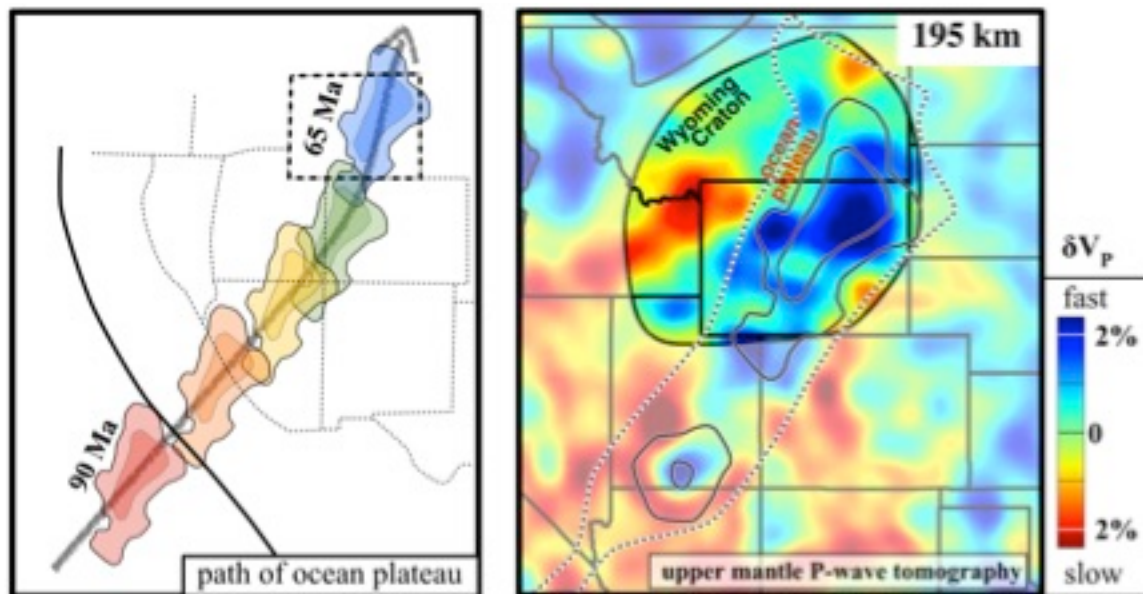 65 Ma
90 Ma
path of ocean plateau
195 km
Wyoming
Craton
ocean
plateau
upper mantle P-wave tomography
δVP
fast
2%
0
2%
slow